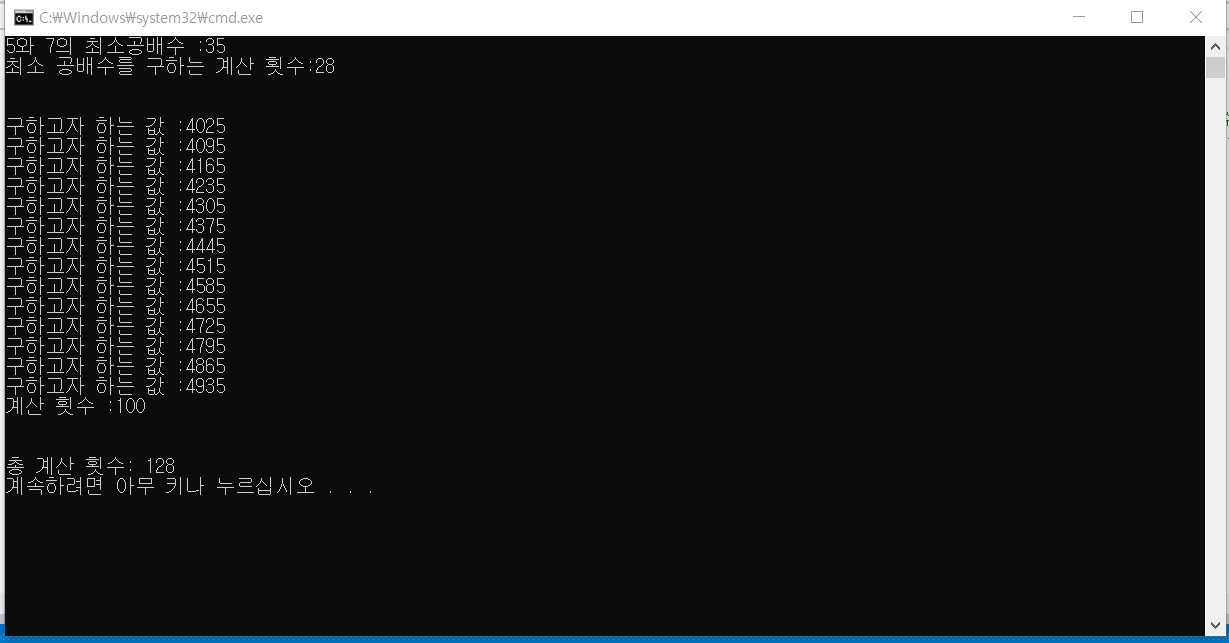 C:₩Windows₩system32₩cmd.exe
5와 7의 최소공배수 :35
최소 공배수를 구하는 계산 횟수:28
구하고자 하는 값 :4025
구하고자 하는 값 :4095
구하고자 하는 값 :4165
구하고자 하는 값 :4235
구하고자 하는 값 :4305
구하고자 하는 값 :4375
구하고자 하는 값 :4445
구하고자 하는 값 :4515
구하고자 하는 값 :4585
구하고자 하는 값 :4655
구하고자 하는 값 :4725
구하고자 하는 값 :4795
구하고자 하는 값 :4865
구하고자 하는 값 :4935
계산 횟수 :100
총 계산 횟수: 128
계속하려면 아무 키나 누르십시오 . . .